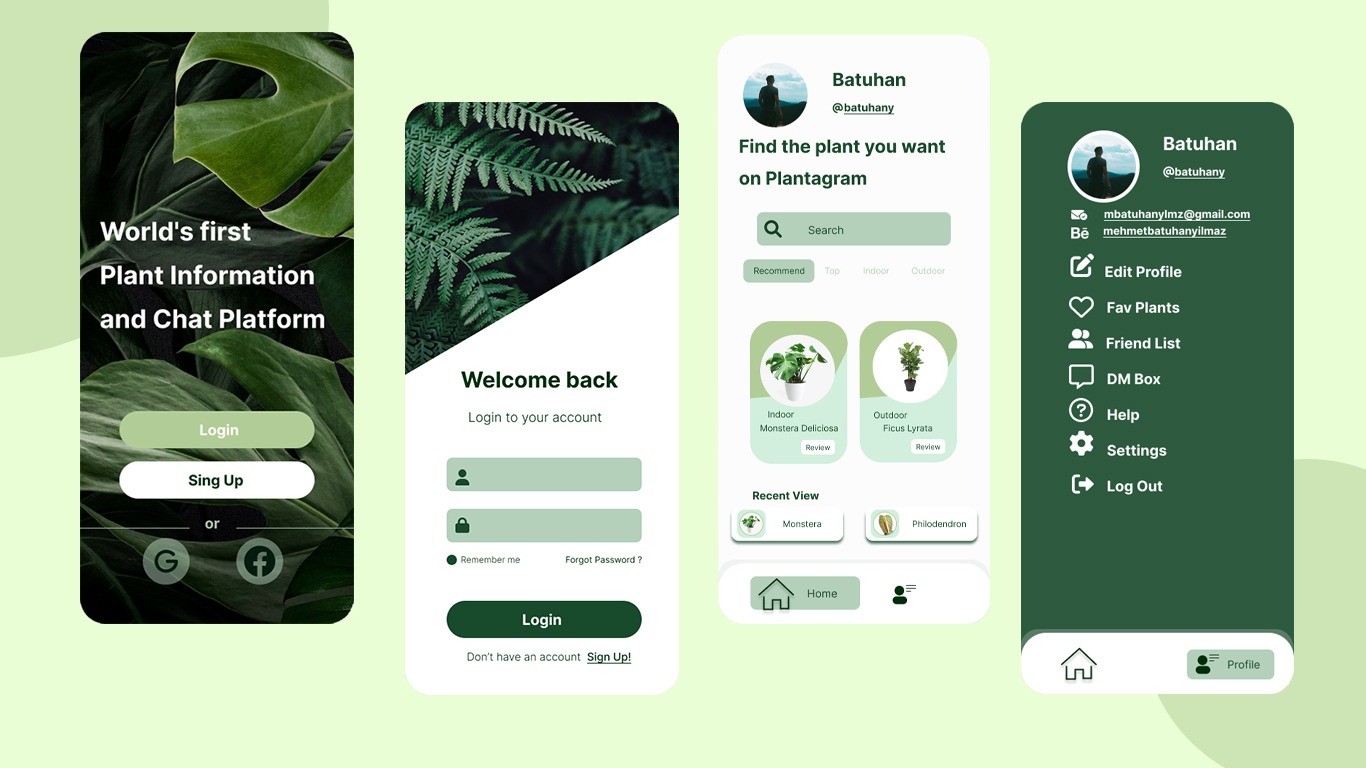 World's first
Plant Information
and Chat Platform
Login
Sing Up
or
G
f
Welcome back
Login to your account
Remember me
Forgot Password ?
Login
Don't have an account Sign Up!
Batuhan
@batuhany
Find the plant you want
on Plantagram
Search
Recommend Top Indoor Outdoor
Indoor
Monstera Deliciosa
Review
Outdoor
Ficus Lyrata
Review
Recent View
Monstera
Philodendron
Home
Batuhan
@batuhany
mbatuhanylmz@gmail.com
Bē mehmetbatuhanyilmaz
Edit Profile
Fav Plants
Friend List
DM Box
? Help
Settings
Log Out
Profile